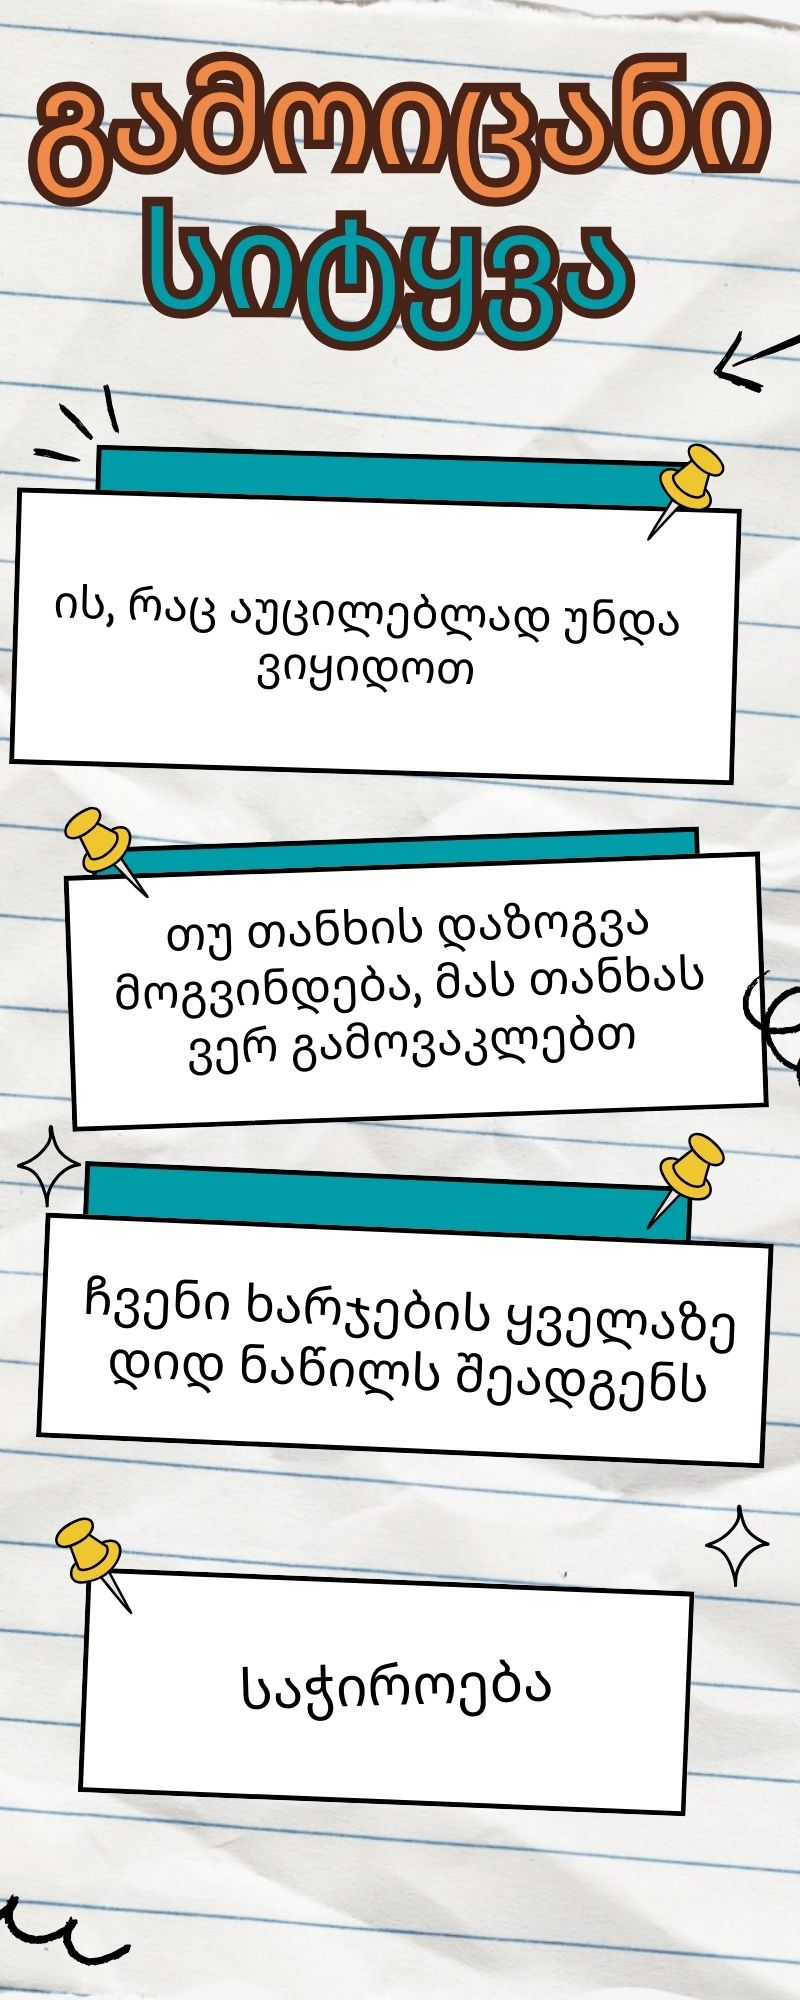 გამოიცანი
სიტყვა
ის, რაც აუცილებლად უნდა
ვიყიდოთ
თუ თანხის დაზოგვა
მოგვინდება, მას თანხას
ვერ გამოვაკლებთ
ჩვენი ხარჯების ყველაზე
დიდ ნაწილს შეადგენს
საჭიროება